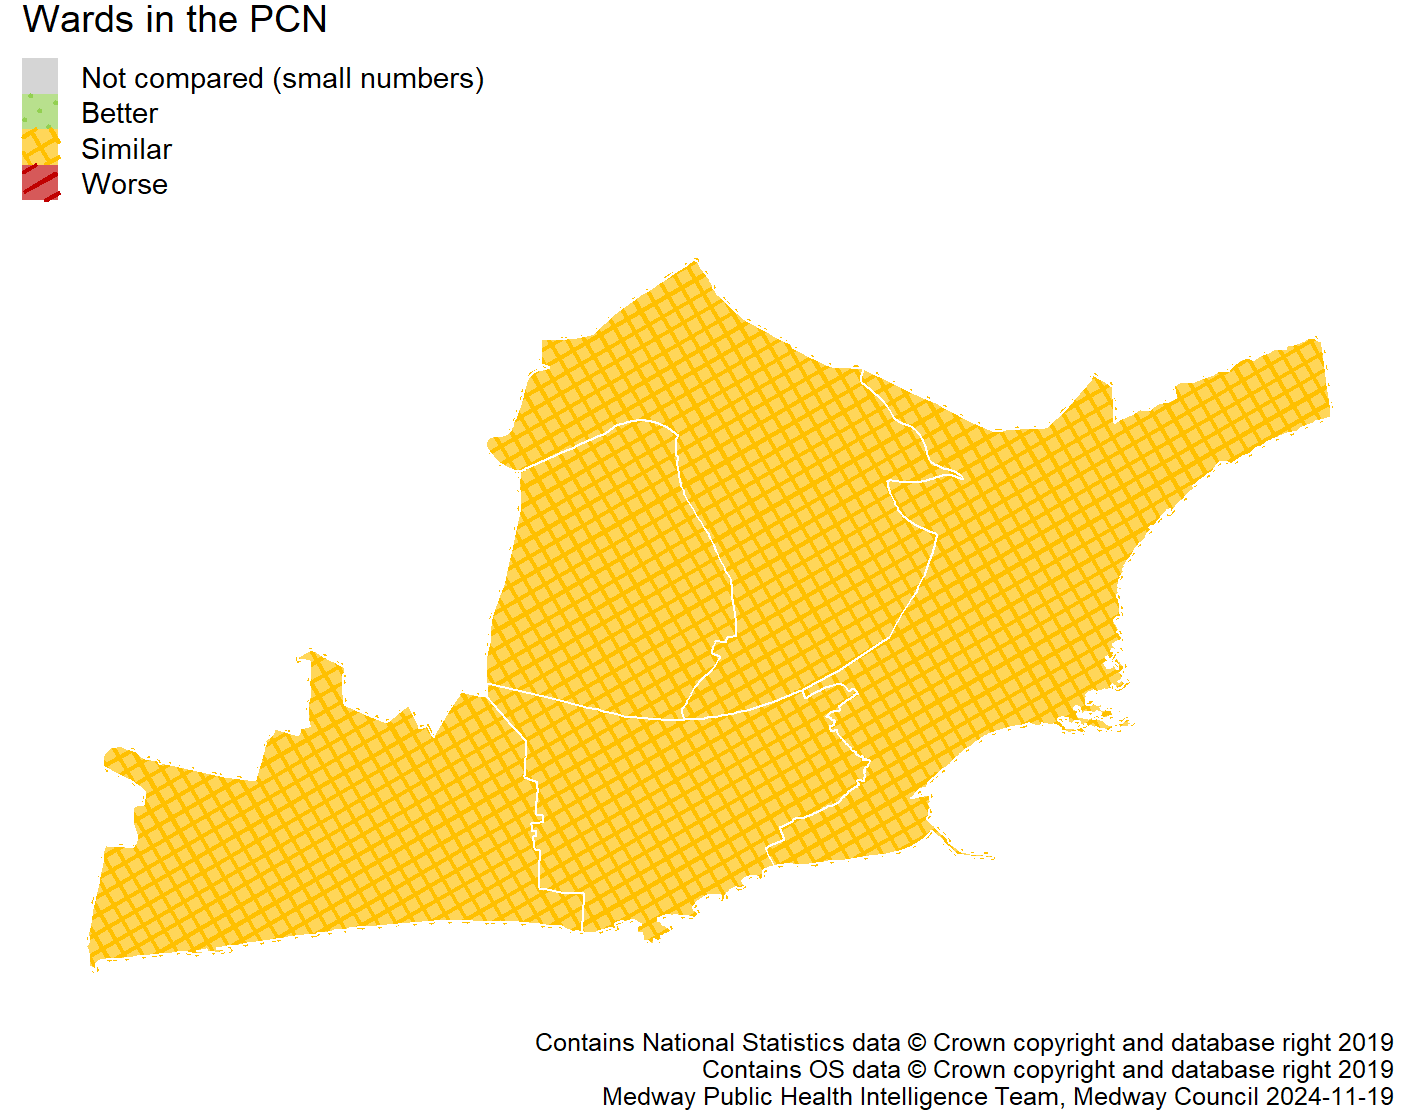 Wards in the PCN
Not compared (small numbers)
Better
Similar
Worse
Contains National Statistics data © Crown copyright and database right 2019
Contains OS data © Crown copyright and database right 2019
Medway Public Health Intelligence Team, Medway Council 2024-11-19